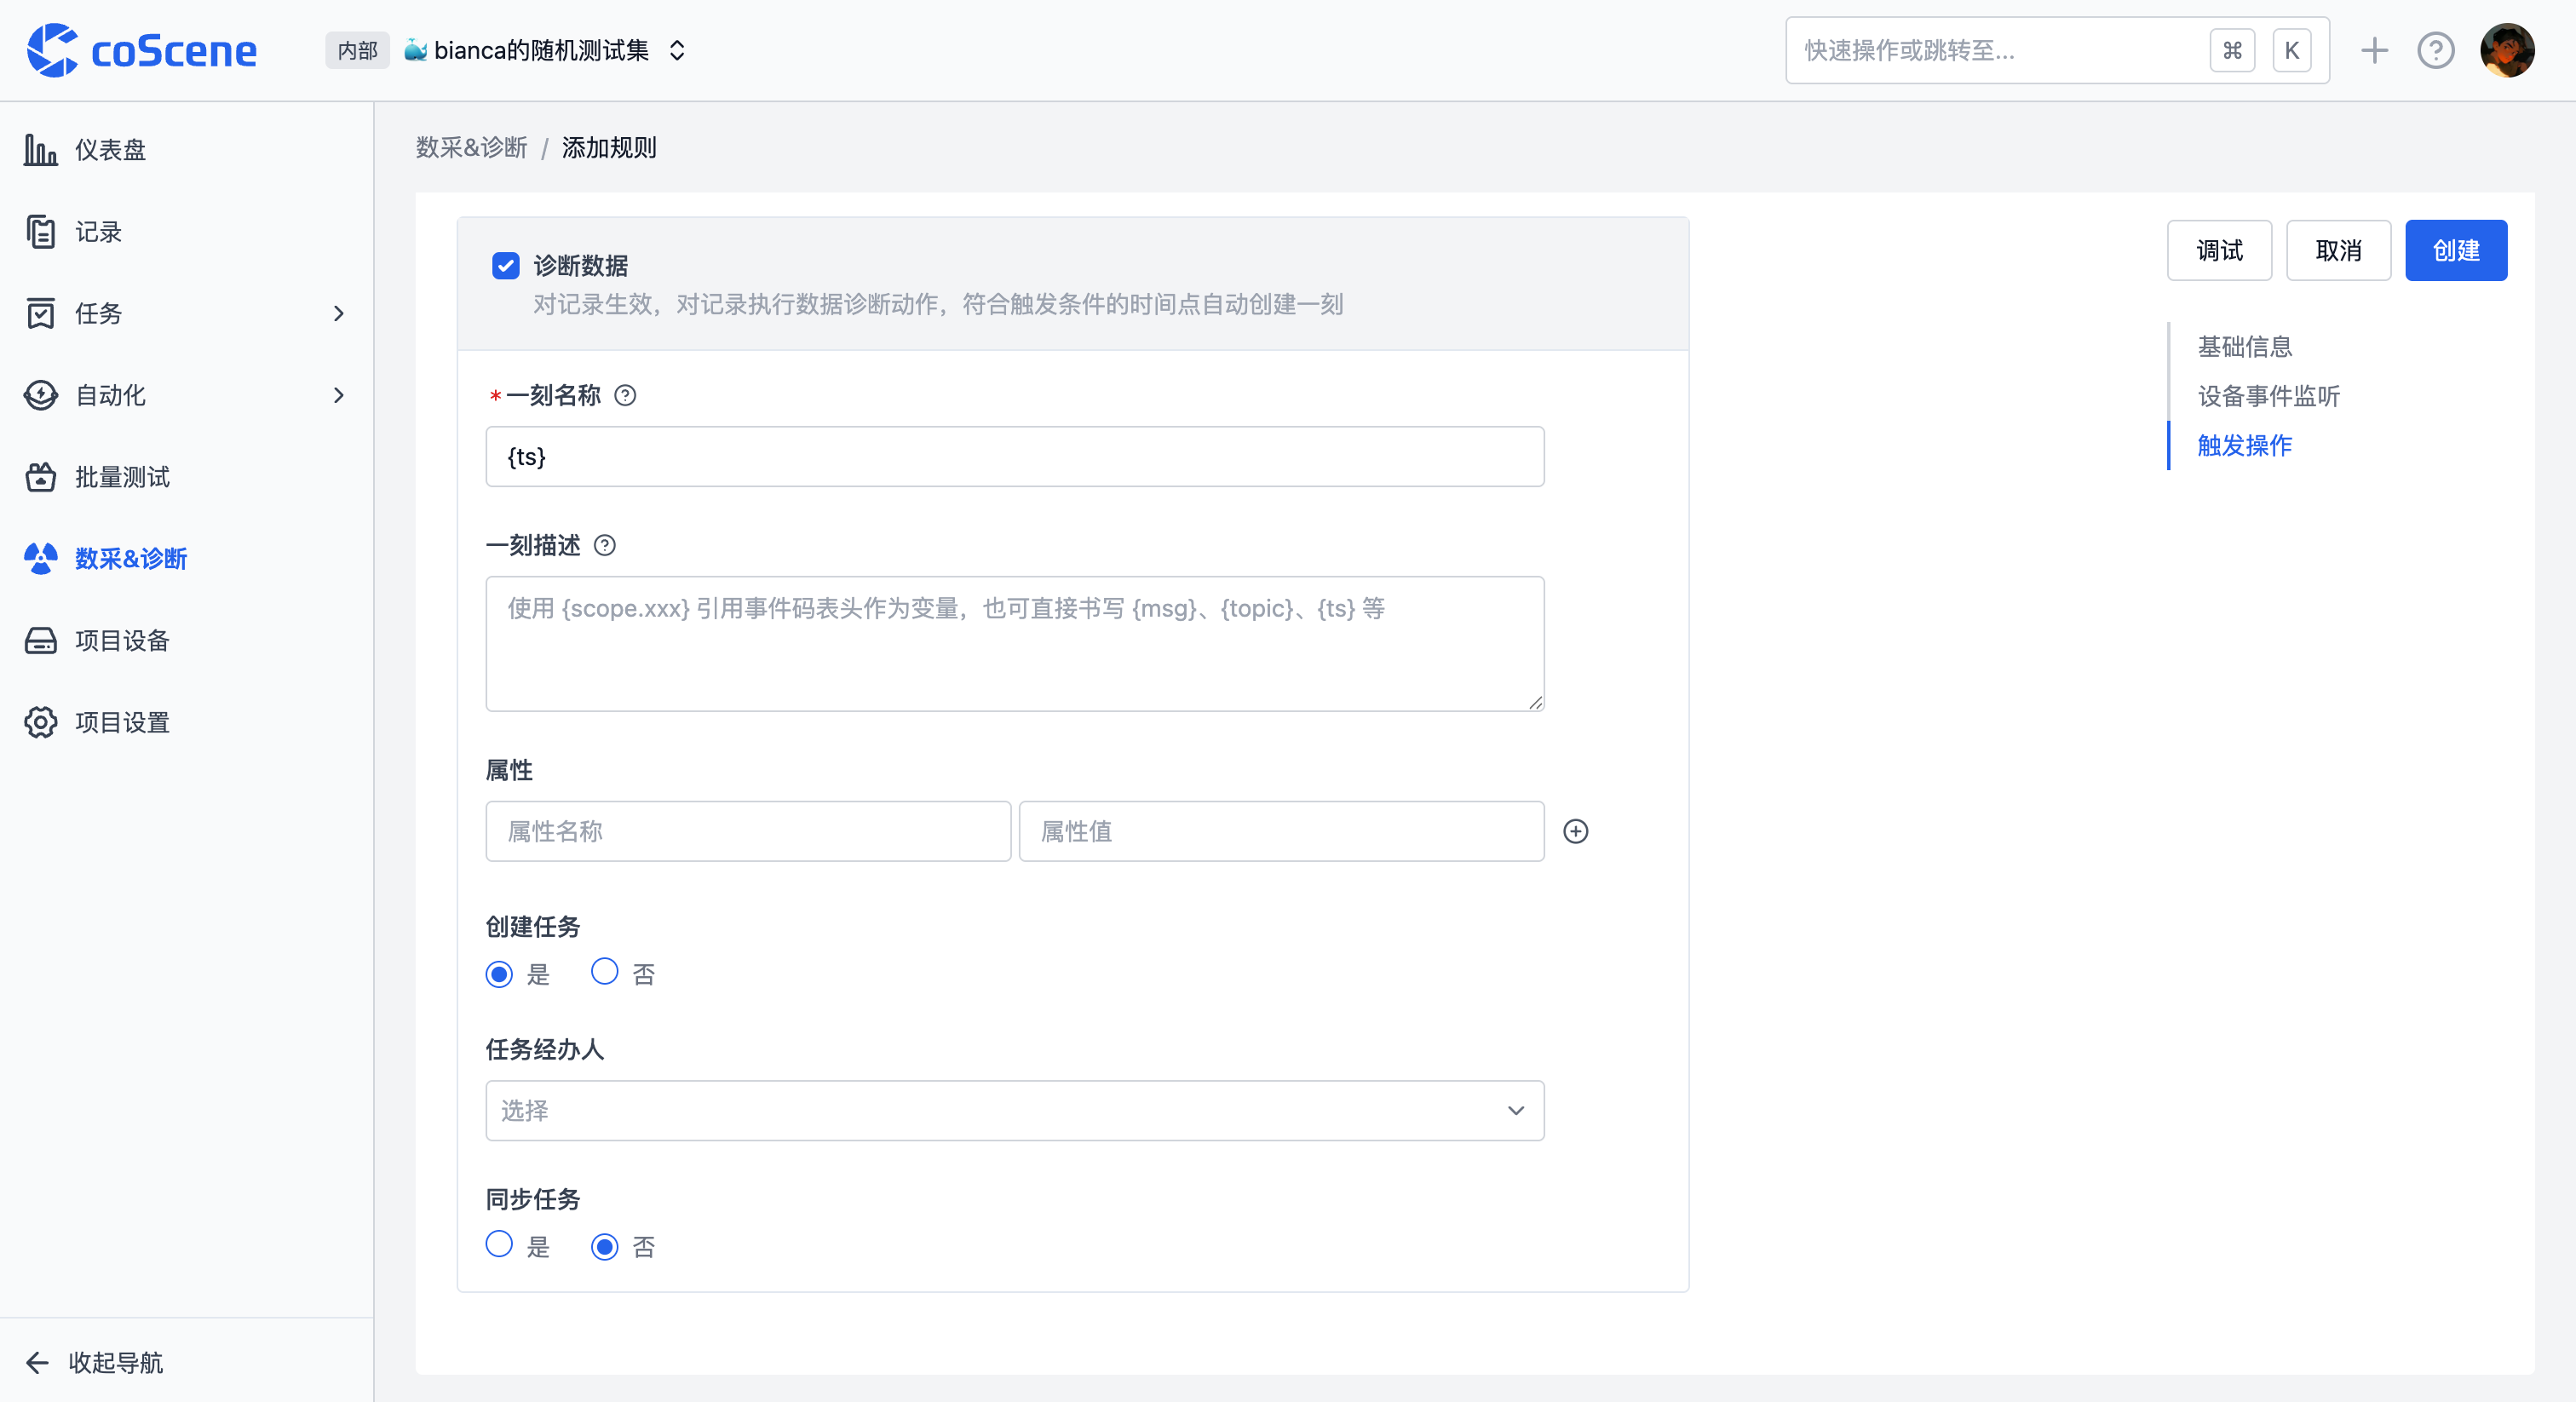 coScene
内部
bianca的随机测试集
快速操作或跳转至...
⌘ K
仪表盘
记录
任务
自动化
批量测试
数采&诊断
项目设备
项目设置
收起导航
数采&诊断 / 添加规则
诊断数据
对记录生效，对记录执行数据诊断动作，符合触发条件的时间点自动创建一刻
*一刻名称
{ts}
一刻描述
使用 {scope.xxx} 引用事件码表头作为变量，也可直接书写 {msg}、{topic}、{ts} 等
属性
属性名称 属性值
创建任务
是 否
任务经办人
选择
同步任务
是 否
调试 取消 创建
基础信息
设备事件监听
触发操作